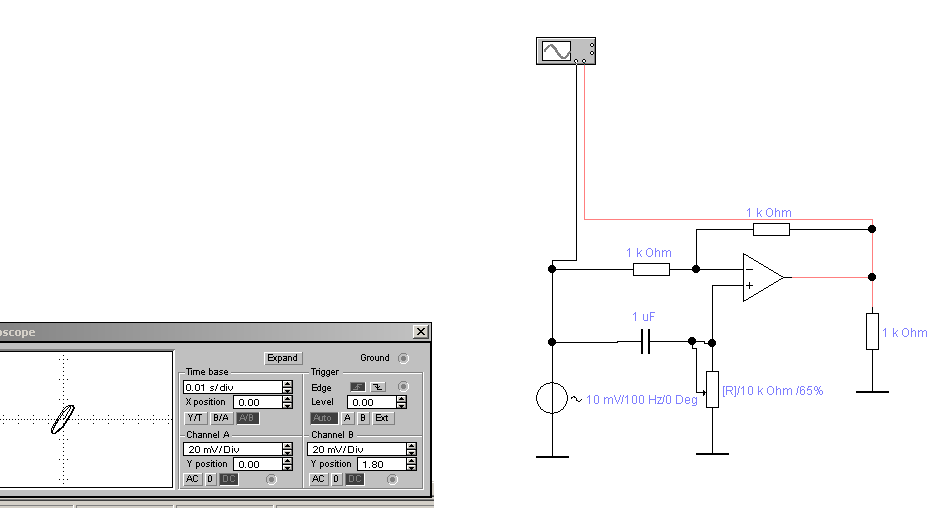 1 k Ohm
1 k Ohm
1 uF
1 k Ohm
10 mV/100 Hz/0 Deg
[R]/10 k Ohm /65%
oscope
Expand
Ground
Time base
Trigger
0.01 s/div
Edge
X position 0.00
Level 0.00
Y/T B/A A/B
Auto A B Ext
Channel A
Channel B
20 mV/Div
20 mV/Div
Y position 0.00
Y position 1.80
AC 0 DC
AC 0 DC